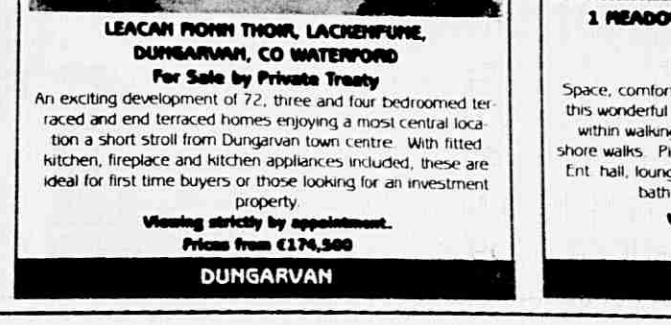 LEACAN FIONN THOIR, LACKENFUNE,
DUNGARVAN, CO WATERFORD
For Sale by Private Treaty
An exciting development of 72, three and four bedroomed ter-
raced and end terraced homes enjoying a most central loca-
tion a short stroll from Dungarvan town centre. With fitted
kitchen, fireplace and kitchen appliances included, these are
ideal for first time buyers or those looking for an investment
property.
Viewing strictly by appointment.
Prices from €174,500
DUNGARVAN
1 MEADO
Space, comfor
this wonderful
within walkin
shore walks.
Ent. hall, loung
bath